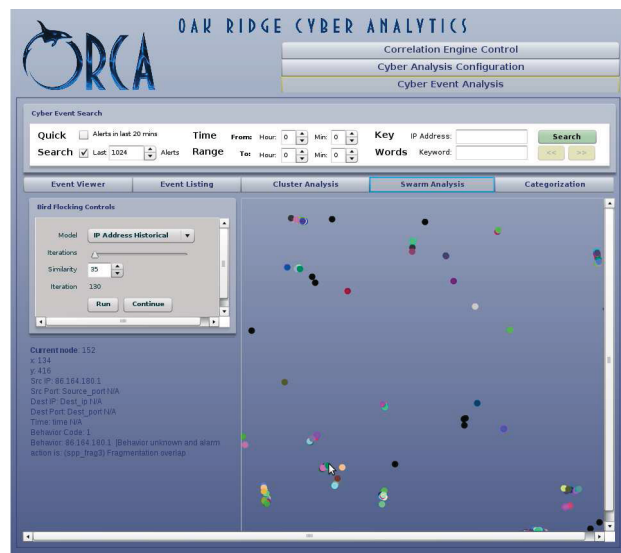 OAK RIDGE CYBER ANALYTICS
ORCA
Correlation Engine Control
Cyber Analysis Configuration
Cyber Event Analysis
Cyber Event Search
Quick Alerts in last 20 mins Time From: Hour: 0 Min: 0 Key IP Address: Search
Search Last 1024 Alerts Range To: Hour: 0 Min: 0 Words Keyword: << >>
Event Viewer Event Listing Cluster Analysis Swarm Analysis Categorization
Bird Flocking Controls
Model IP Address Historical
Iterations
Similarity 35
Iteration 130
Run Continue
Current node: 152
x: 134
y: 416
Src IP: 86.164.180.1
Src Port: Source_port N/A
Dest IP: Dest_ip N/A
Dest Port: Dest_port N/A
Time: time N/A
Behavior Code: 1
Behavior: 86.164.180.1 (Behavior unknown and alarm
action is: (spp_frag3) Fragmentation overlap